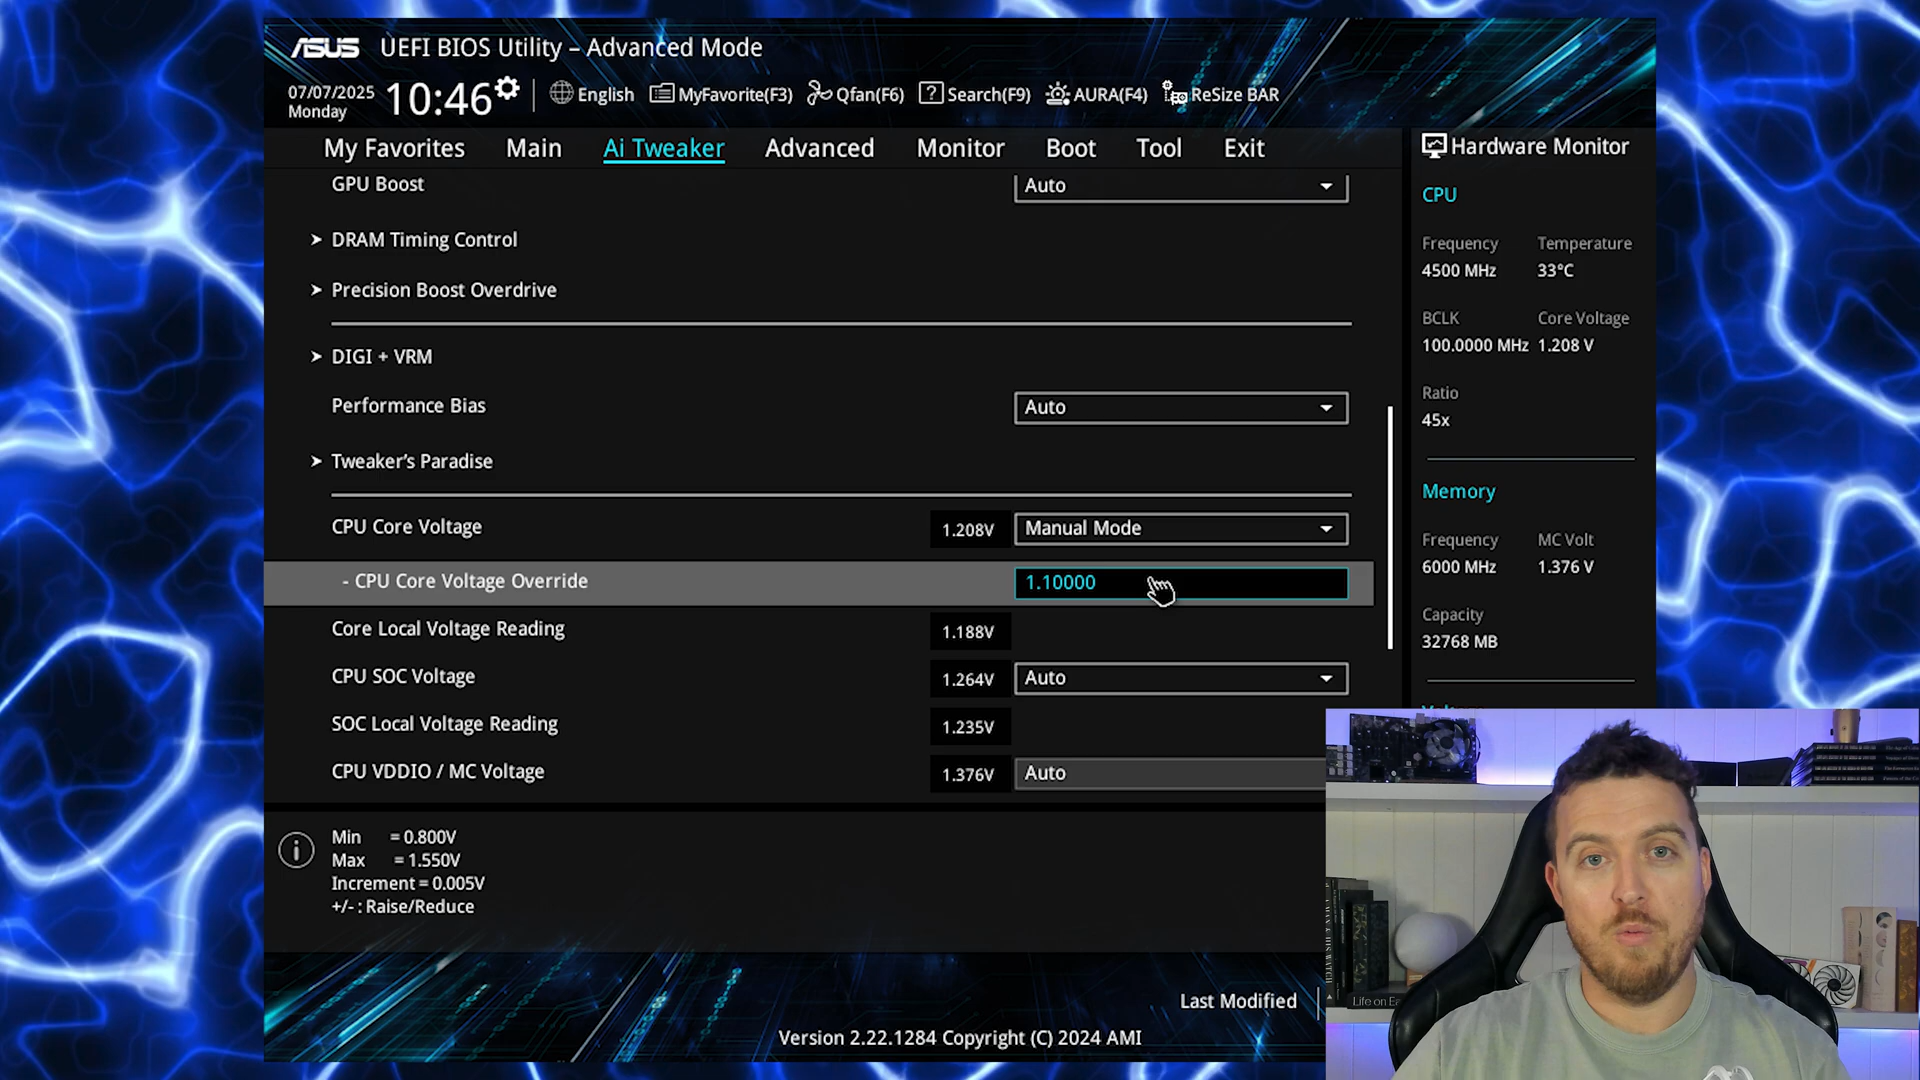 ASUS UEFI BIOS Utility – Advanced Mode
07/07/2025
Monday
10:46
English MyFavorite(F3) Qfan(F6) ? Search(F9) AURA(F4) ReSize BAR
My Favorites Main Ai Tweaker Advanced Monitor Boot Tool Exit
GPU Boost Auto
> DRAM Timing Control
> Precision Boost Overdrive
> DIGI + VRM
Performance Bias Auto
> Tweaker's Paradise
CPU Core Voltage 1.208V Manual Mode
- CPU Core Voltage Override 1.10000
Core Local Voltage Reading 1.188V
CPU SOC Voltage 1.264V Auto
SOC Local Voltage Reading 1.235V
CPU VDDIO / MC Voltage 1.376V Auto
Hardware Monitor
CPU
Frequency Temperature
4500 MHz 33°C
BCLK Core Voltage
100.0000 MHz 1.208 V
Ratio
45x
Memory
Frequency MC Volt
6000 MHz 1.376 V
Capacity
32768 MB
i
Min = 0.800V
Max = 1.550V
Increment = 0.005V
+/- : Raise/Reduce
Last Modified
Version 2.22.1284 Copyright (C) 2024 AMI